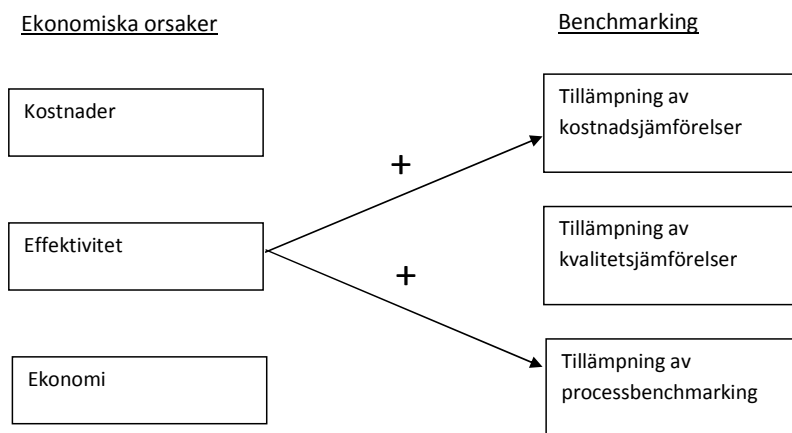 Ekonomiska orsaker
Benchmarking
Kostnader
Tillämpning av
kostnadsjämförelser
+
Effektivitet
Tillämpning av
kvalitetsjämförelser
+
Ekonomi
Tillämpning av
processbenchmarking